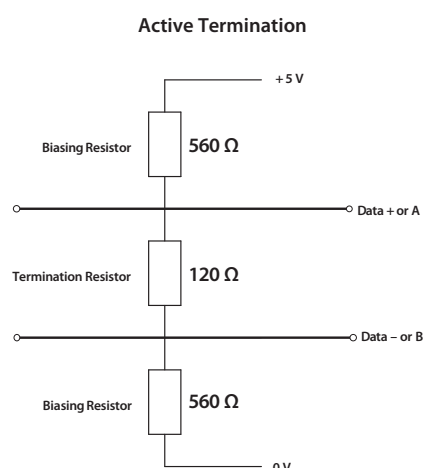 Active Termination
+ 5 V
Biasing Resistor 560 Ω
Data + or A
Termination Resistor 120 Ω
Data – or B
Biasing Resistor 560 Ω
0 V